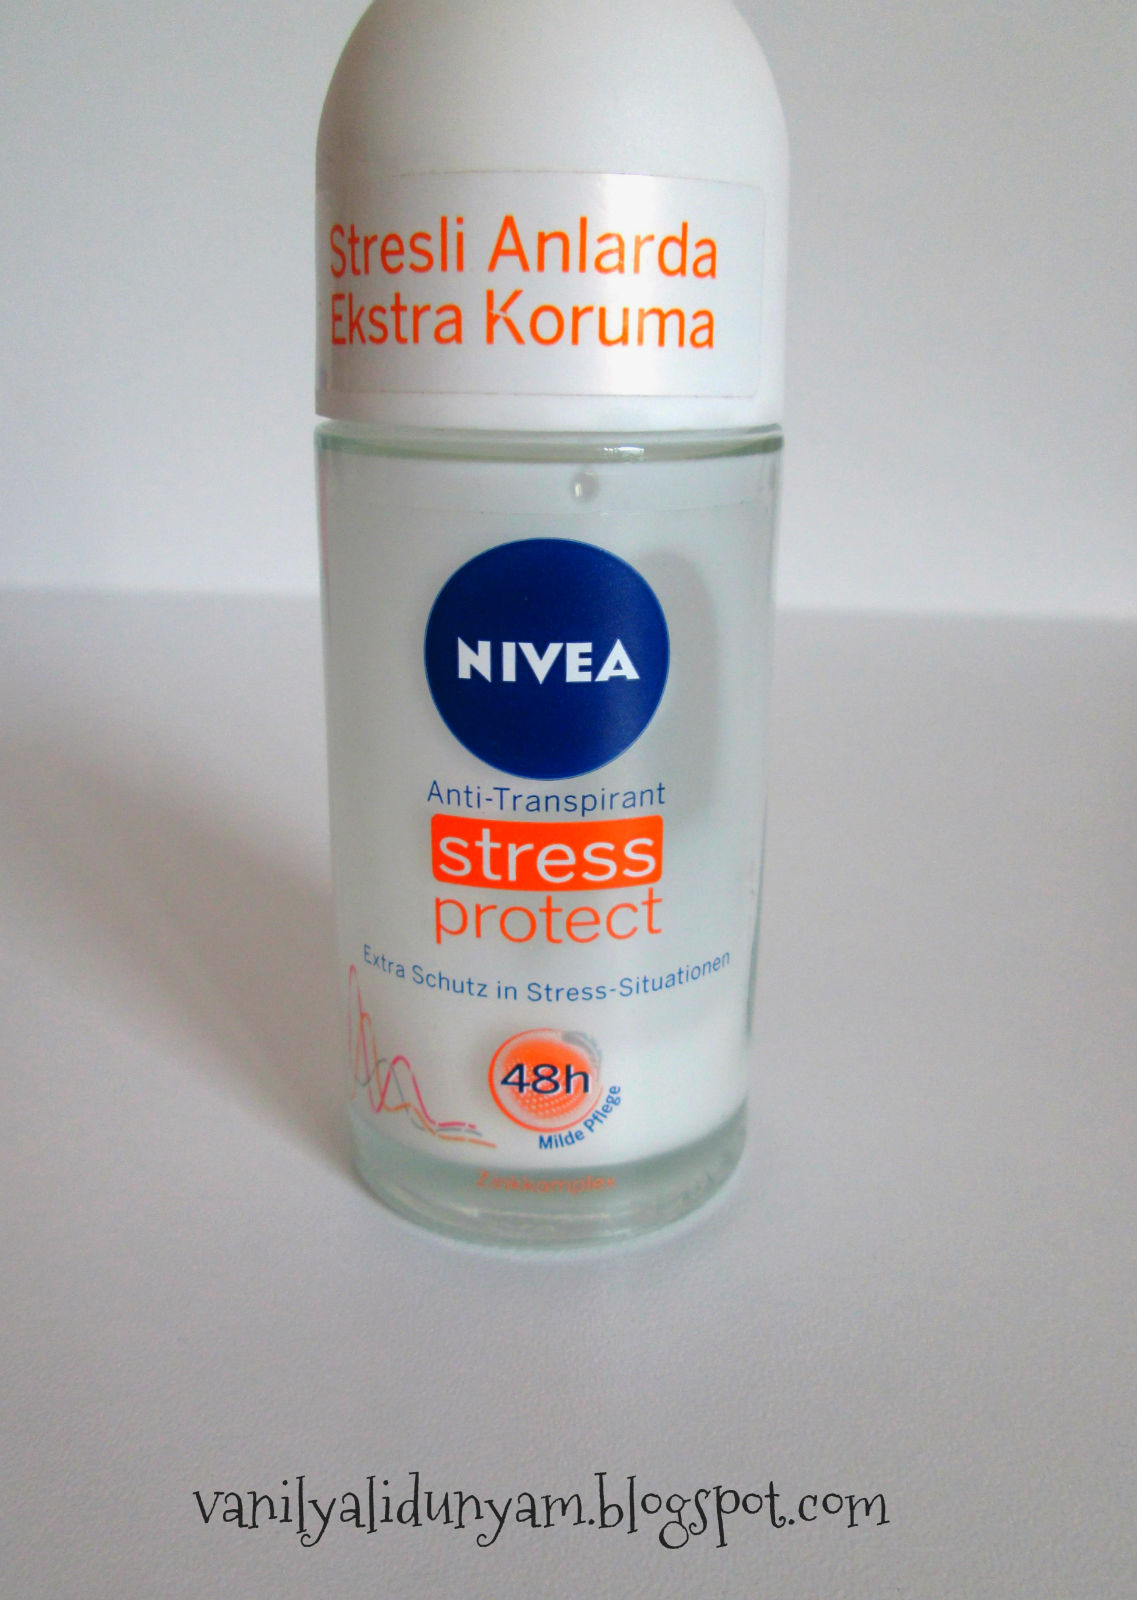 Stresli Anlarda
Ekstra Koruma
NIVEA
Anti-Transpirant
stress
protect
Extra Schutz in Stress-Situationen
48h
Milde Pflege
Zinkkomplex
vanilyalidunyam.blogspot.com